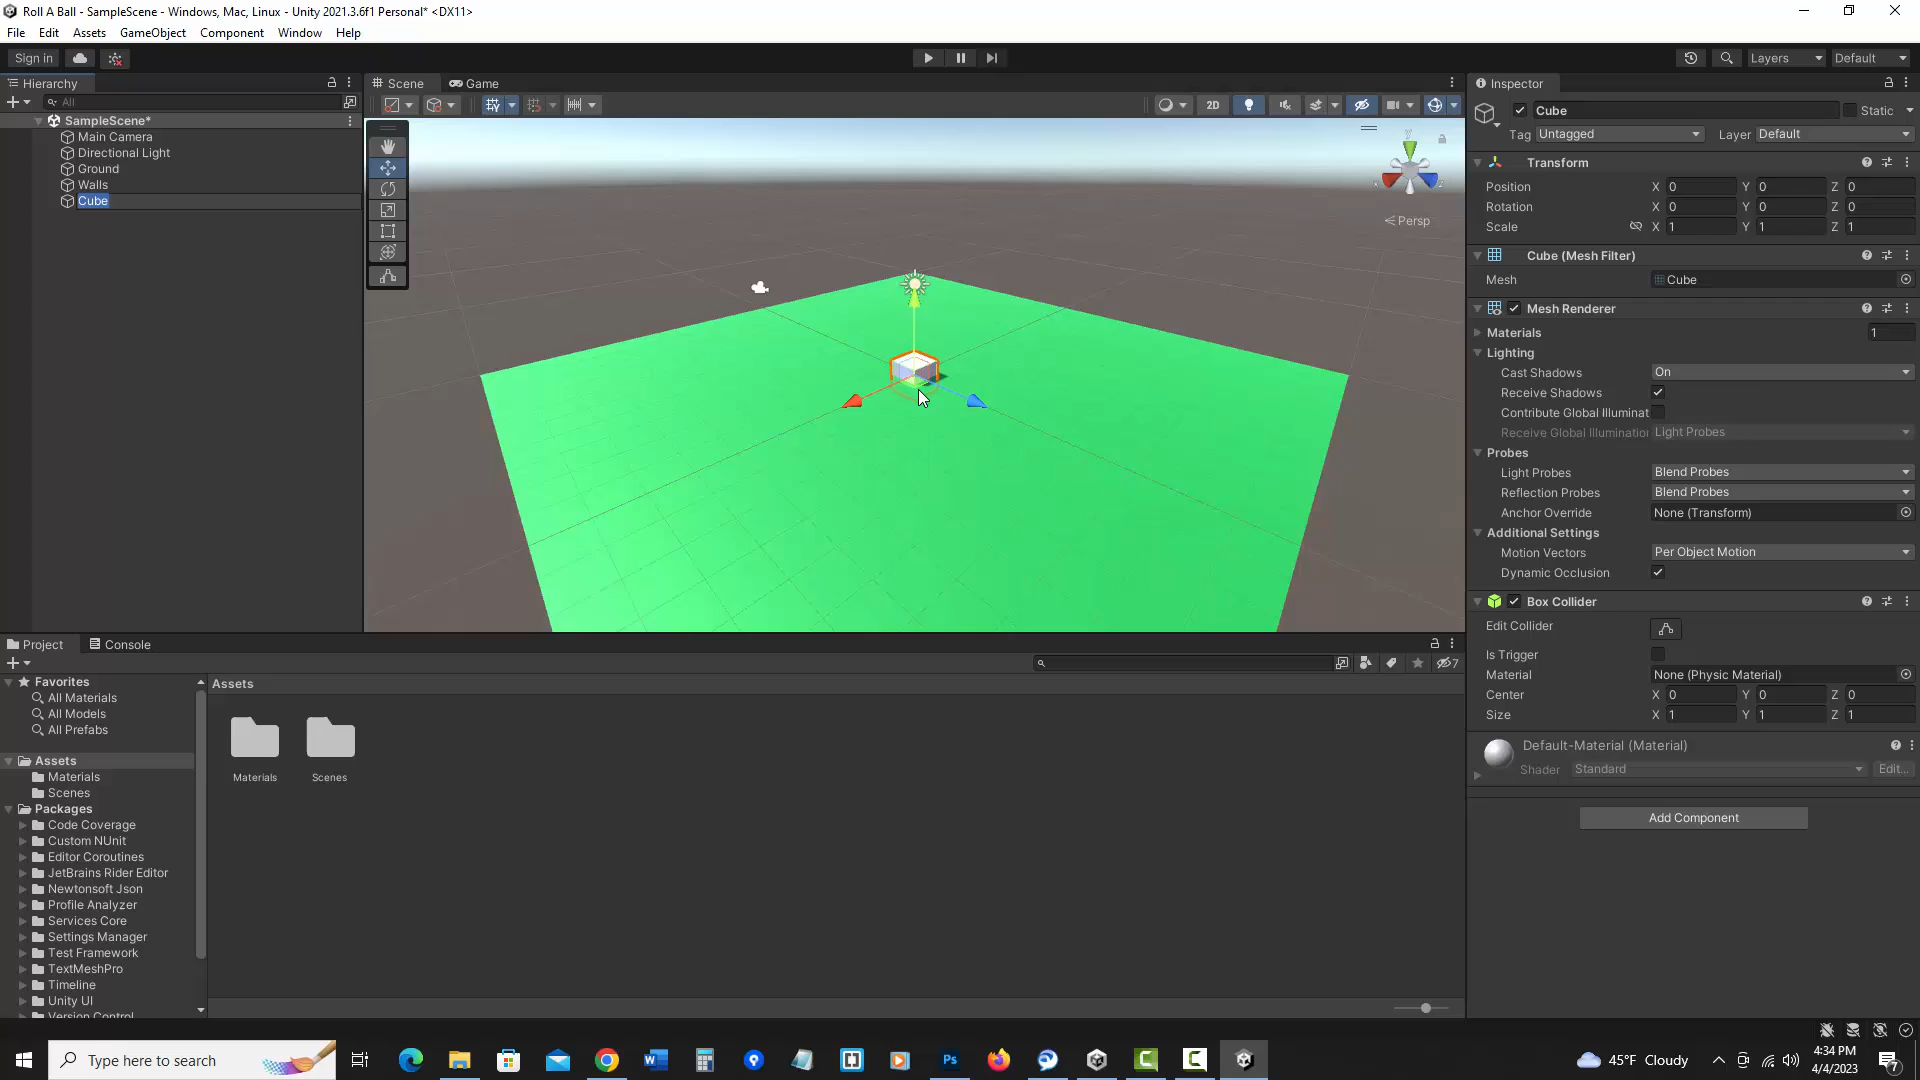 Roll A Ball - SampleScene - Windows, Mac, Linux - Unity 2021.3.6f1 Personal* <DX11>
File Edit Assets GameObject Component Window Help
Sign in
Layers
Default
Hierarchy
All
SampleScene*
Main Camera
Directional Light
Ground
Walls
Cube
Scene
Game
2D
y
Persp
Inspector
Cube
Static
Tag Untagged
Layer Default
Transform
Position X 0 Y 0 Z 0
Rotation X 0 Y 0 Z 0
Scale X 1 Y 1 Z 1
Cube (Mesh Filter)
Mesh Cube
Mesh Renderer
Materials 1
Lighting
Cast Shadows On
Receive Shadows
Contribute Global Illuminat
Receive Global Illumination Light Probes
Probes
Light Probes Blend Probes
Reflection Probes Blend Probes
Anchor Override None (Transform)
Additional Settings
Motion Vectors Per Object Motion
Dynamic Occlusion
Box Collider
Edit Collider
Is Trigger
Material None (Physic Material)
Center X 0 Y 0 Z 0
Size X 1 Y 1 Z 1
Default-Material (Material)
Shader Standard Edit...
Add Component
Project
Console
7
Favorites
All Materials
All Models
All Prefabs
Assets
Materials
Scenes
Packages
Code Coverage
Custom NUnit
Editor Coroutines
JetBrains Rider Editor
Newtonsoft Json
Profile Analyzer
Services Core
Settings Manager
Test Framework
TextMeshPro
Timeline
Unity UI
Version Control
Assets
Materials
Scenes
Type here to search
W
Ps
C
C
45°F Cloudy
4:34 PM
4/4/2023
7